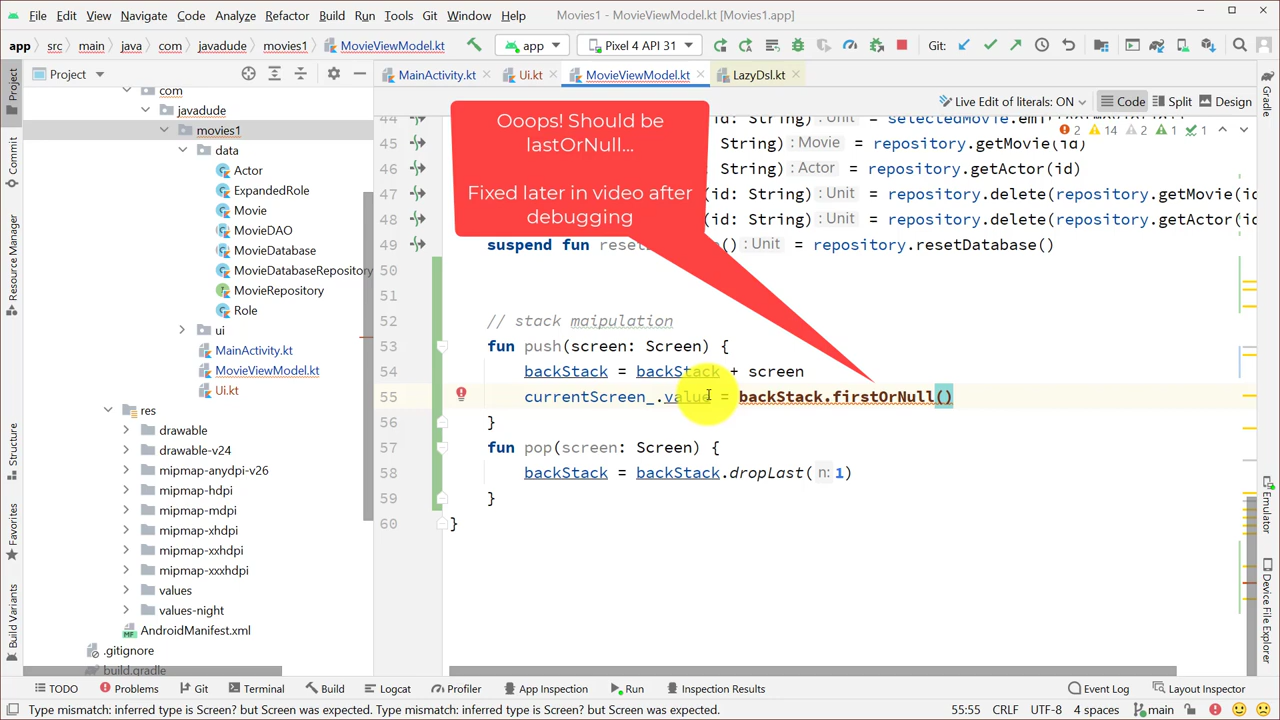 File Edit View Navigate Code Analyze Refactor Build Run Tools Git Window Help Movies1 - MovieViewModel.kt [Movies1.app]
app src main java com javadude movies1 MovieViewModel.kt app Pixel 4 API 31 Git:
Project MainActivity.kt Ui.kt MovieViewModel.kt LazyDsl.kt
Live Edit of literals: ON Code Split Design
2 14 2 1 1
Project
Commit
Resource Manager
Structure
Favorites
Build Variants
com
javadude
movies1
data
Actor
ExpandedRole
Movie
MovieDAO
MovieDatabase
MovieDatabaseRepository
MovieRepository
Role
ui
MainActivity.kt
MovieViewModel.kt
Ui.kt
res
drawable
drawable-v24
mipmap-anydpi-v26
mipmap-hdpi
mipmap-mdpi
mipmap-xhdpi
mipmap-xxhdpi
mipmap-xxxhdpi
values
values-night
AndroidManifest.xml
.gitignore
build.gradle
Ooops! Should be
lastOrNull...
Fixed later in video after
debugging
44 String) : Unit = selectedMovie.
45 String) : Movie = repository.getMovie(id)
46 String) : Actor = repository.getActor(id)
47 (id: String) : Unit = repository.delete(repository.getMovie(i
48 (id: String) : Unit = repository.delete(repository.getActor(i
49 suspend fun () : Unit = repository.resetDatabase()
50
51
52 // stack maipulation
53 fun push(screen: Screen) {
54 backStack = backStack + screen
55 currentScreen_.value = backStack.firstOrNull()
56 }
57 fun pop(screen: Screen) {
58 backStack = backStack.dropLast( n: 1)
59 }
60 }
Gradle
Emulator
Device File Explorer
TODO Problems Git Terminal Build Logcat Profiler App Inspection Run Inspection Results Event Log Layout Inspector
Type mismatch: inferred type is Screen? but Screen was expected. Type mismatch: inferred type is Screen? but Screen was expected. 55:55 CRLF UTF-8 4 spaces main